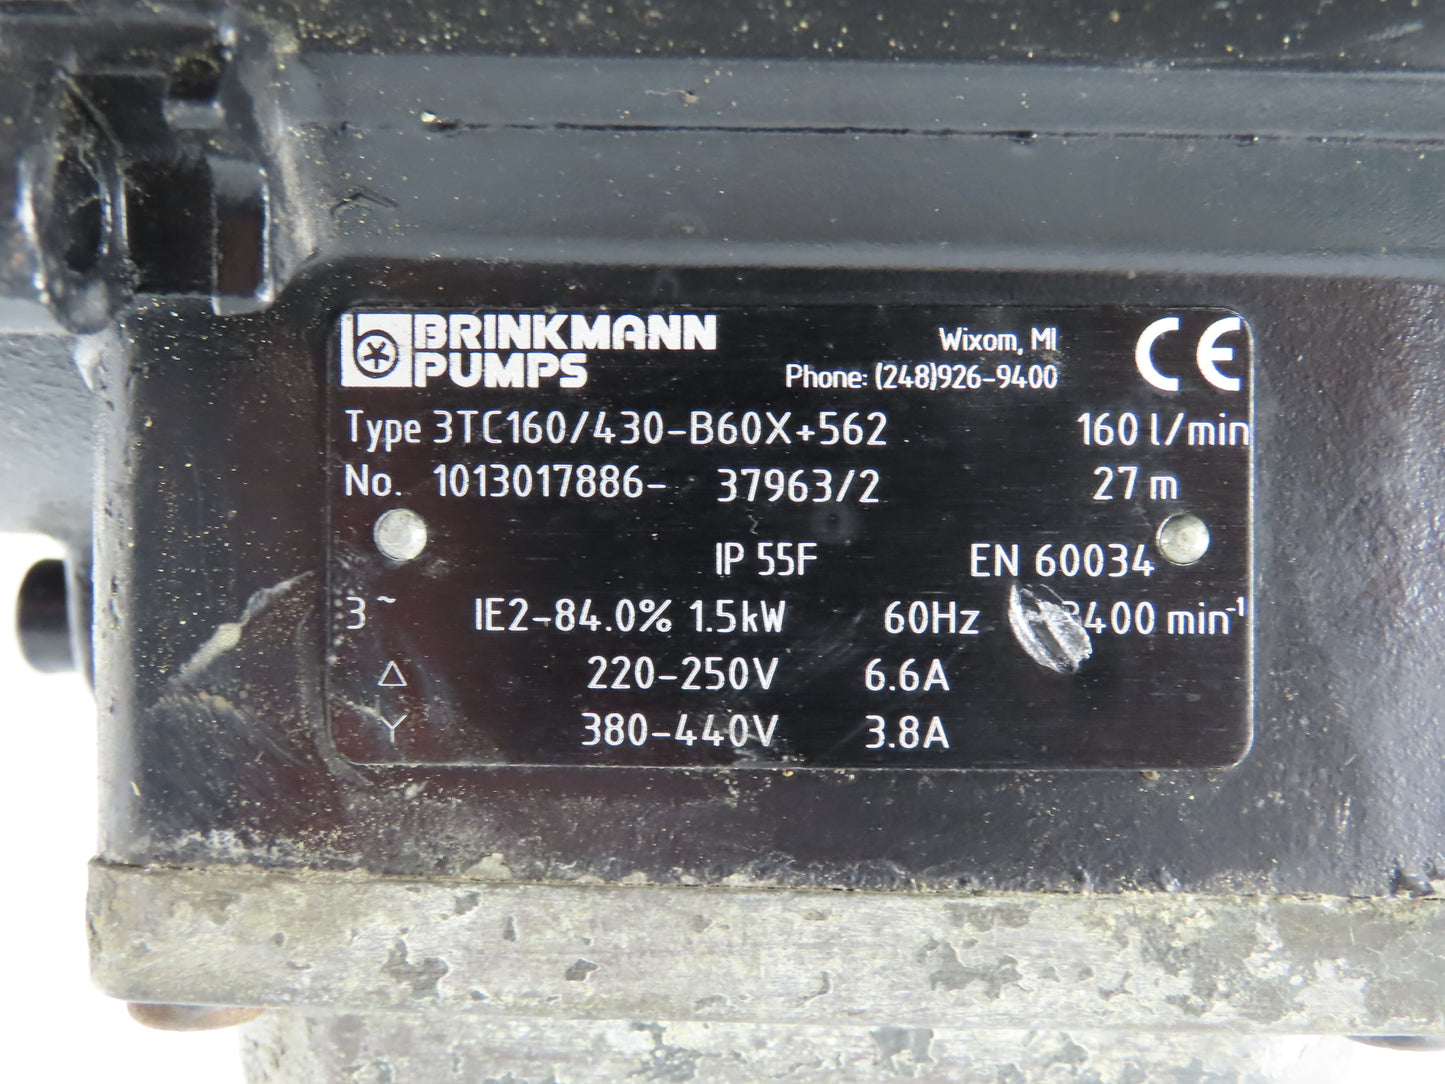 BRINKMANN
PUMPS
Wixom, MI
Phone: (248)926-9400
CE
Type 3TC160/430-B60X+562 160 l/min
No. 1013017886- 37963/2 27 m
IP 55F EN 60034
3~ IE2-84.0% 1.5kW 60Hz 3400 min-1
△ 220-250V 6.6A
Y 380-440V 3.8A